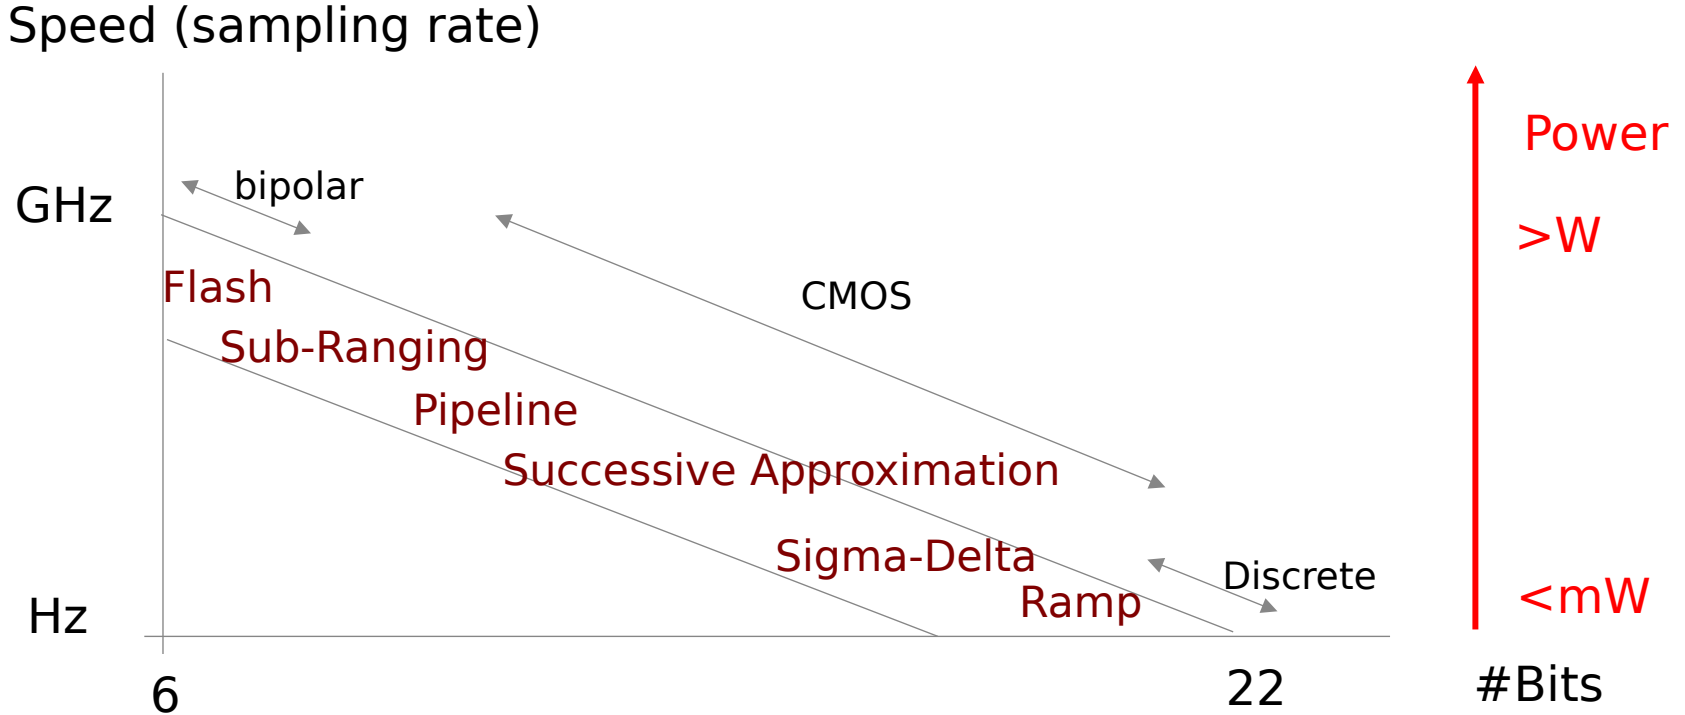 Speed (sampling rate)
Power
bipolar
GHz
>W
Flash
CMOS
Sub-Ranging
Pipeline
Successive Approximation
Sigma-Delta
Discrete
Ramp
<mW
Hz
6
22
#Bits